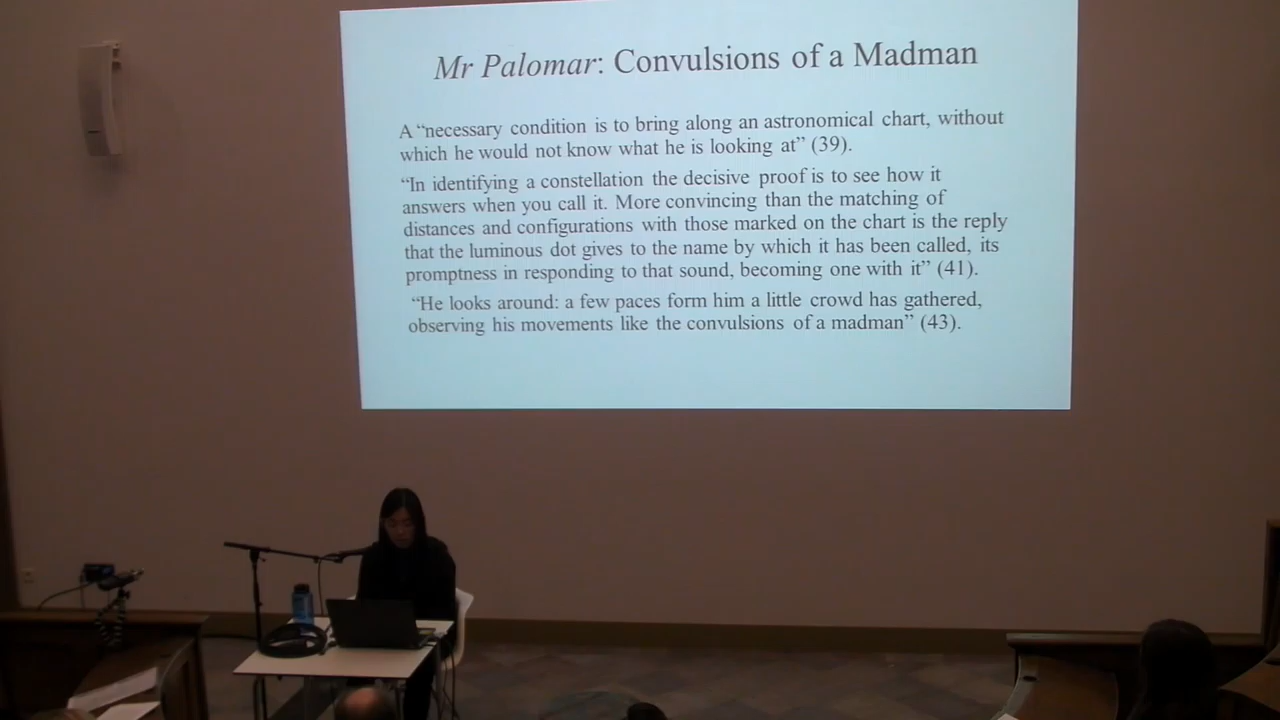 Mr Palomar: Convulsions of a Madman
A “necessary condition is to bring along an astronomical chart, without
which he would not know what he is looking at” (39).
“In identifying a constellation the decisive proof is to see how it
answers when you call it. More convincing than the matching of
distances and configurations with those marked on the chart is the reply
that the luminous dot gives to the name by which it has been called, its
promptness in responding to that sound, becoming one with it” (41).
“He looks around: a few paces form him a little crowd has gathered,
observing his movements like the convulsions of a madman” (43).